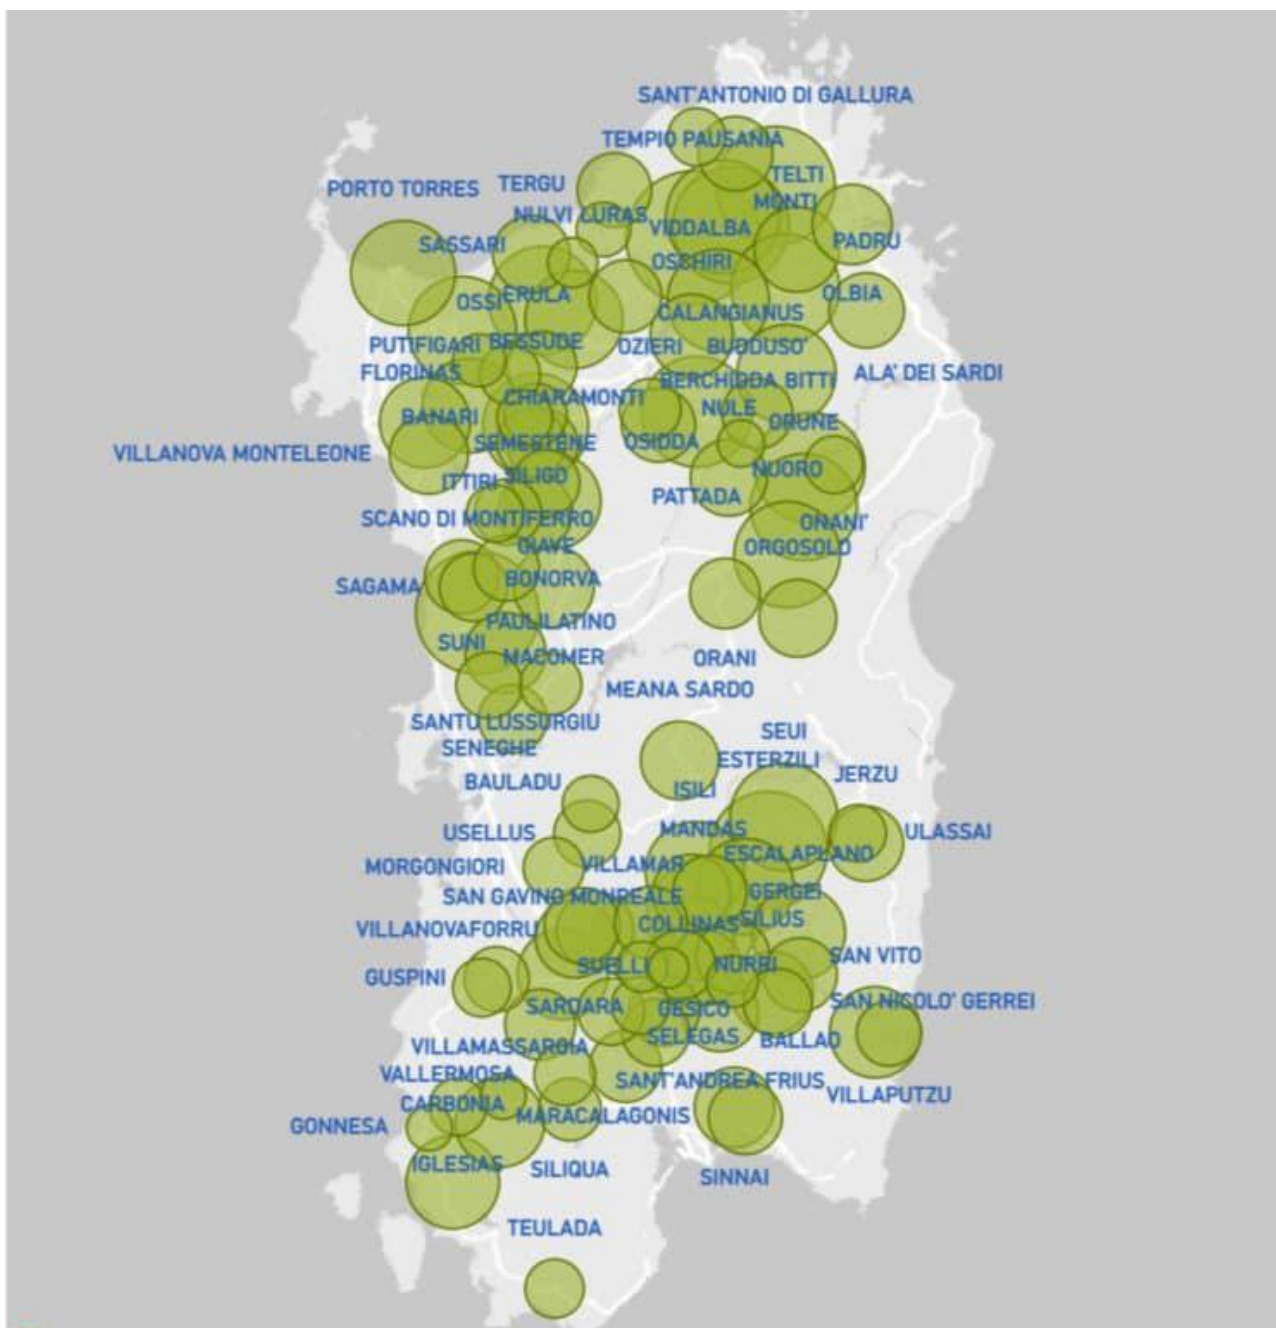 SANT'ANTONIO DI GALLURA
TEMPIO PAUSANIA
TELTI
PORTO TORRES
TERGU
MONTI
NULVI
LURAS
VIDDALBA
SASSARI
PADRU
OSCHIRI
ERULA
OSSI
OLBIA
CALANGIANUS
PUTIFIGARI
BESSUDE
OZIERI
BUDDUSO'
FLORINAS
BERCHIDDA
BITTI
ALA' DEI SARDI
CHIARAMONTI
NULE
BANARI
ORUNE
VILLANOVA MONTELEONE
SEMESTENE
OSIDDA
ITTIRI
SILIGO
NUORO
PATTADA
SCANO DI MONTIFERRO
ONANI'
GIAVE
ORGOSOLO
SAGAMA
BONORVA
PAULILATINO
SUNI
MACOMER
ORANI
MEANA SARDO
SANTU LUSSURGIU
SEUI
SENEGHE
ESTERZILI
JERZU
BAULADU
ISILI
USELLUS
MANDAS
ULASSAI
MORGONGIORI
VILLAMAR
ESCALAPLANO
SAN GAVINO MONREALE
GERGEI
VILLANOVAFORRU
COLLINAS
SILIUS
GUSPINI
SUELLI
NURRI
SAN VITO
SARDARA
GESICO
SAN NICOLO' GERREI
VILLAMASSARGIA
SELEGAS
BALLAO
VALLERMOSA
SANT'ANDREA FRIUS
VILLAPUTZU
CARBONIA
MARACALAGONIS
GONNESA
IGLESIAS
SILIQUA
SINNAI
TEULADA